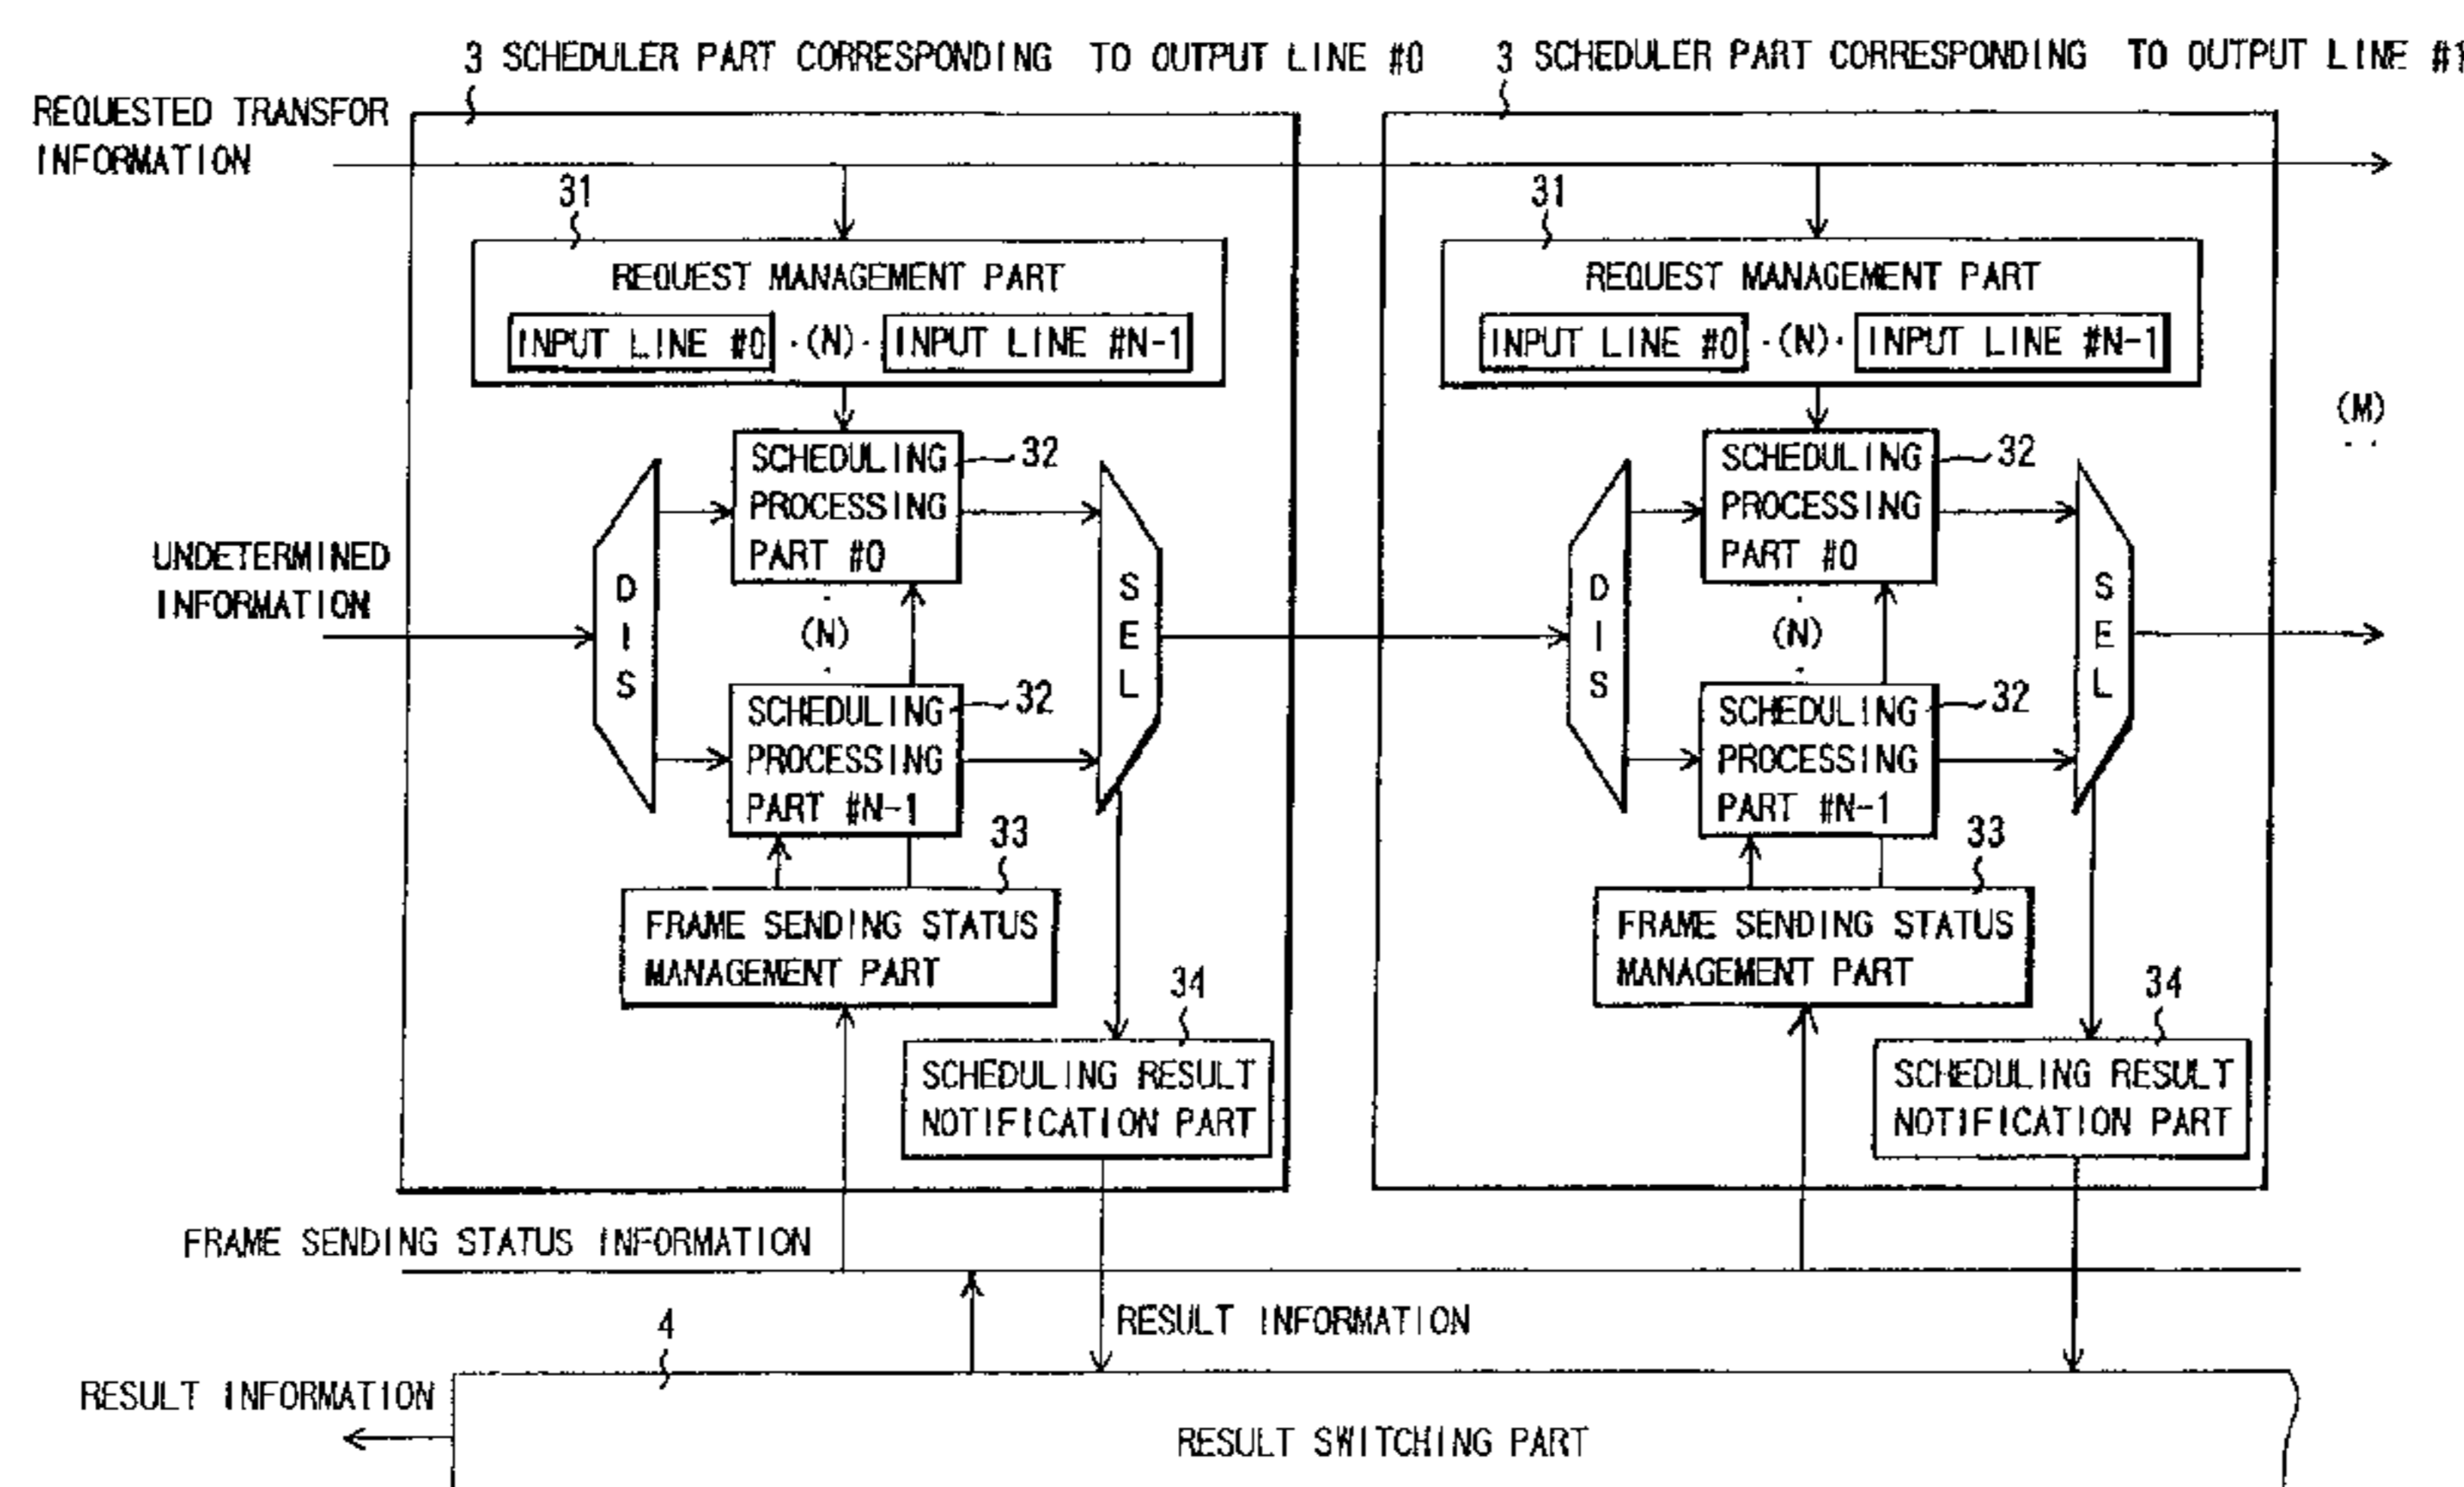 3 SCHEDULER PART CORRESPONDING TO OUTPUT LINE #0
3 SCHEDULER PART CORRESPONDING TO OUTPUT LINE #1
REQUESTED TRANSFOR
INFORMATION
31
REQUEST MANAGEMENT PART
INPUT LINE #0 ·(N)· INPUT LINE #N-1
31
REQUEST MANAGEMENT PART
INPUT LINE #0 ·(N)· INPUT LINE #N-1
(M)
UNDETERMINED
INFORMATION
DIS
SCHEDULING
PROCESSING
PART #0
32
(N)
SCHEDULING
PROCESSING
PART #N-1
32
SEL
33
FRAME SENDING STATUS
MANAGEMENT PART
34
SCHEDULING RESULT
NOTIFICATION PART
DIS
SCHEDULING
PROCESSING
PART #0
32
(N)
SCHEDULING
PROCESSING
PART #N-1
32
SEL
33
FRAME SENDING STATUS
MANAGEMENT PART
34
SCHEDULING RESULT
NOTIFICATION PART
FRAME SENDING STATUS INFORMATION
4
RESULT INFORMATION
RESULT INFORMATION
RESULT SWITCHING PART